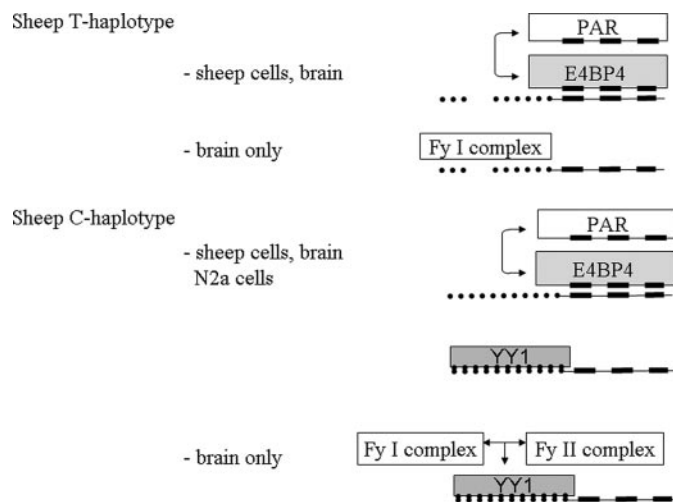 Sheep T-haplotype
PAR
- sheep cells, brain
E4BP4
- brain only
Fy I complex
Sheep C-haplotype
PAR
- sheep cells, brain
N2a cells
E4BP4
YY1
- brain only
Fy I complex
Fy II complex
YY1